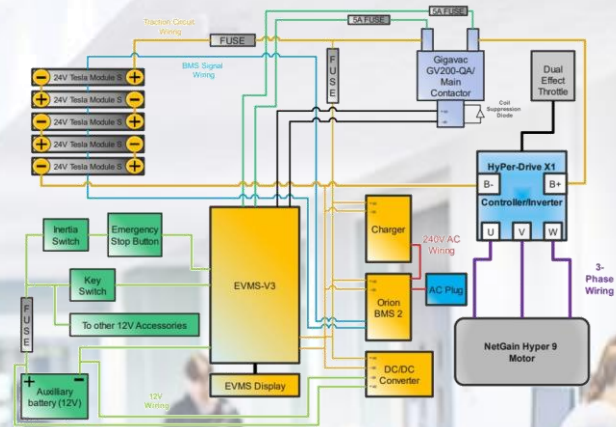 Traction Circuit
Wiring
FUSE
5A FUSE
5A FUSE
BMS Signal
Wiring
FUSE
Gigavac
GV200-QA/
Main
Contactor
Dual
Effect
Throttle
Coil
Suppression
Diode
24V Tesla Module S
24V Tesla Module S
24V Tesla Module S
24V Tesla Module S
24V Tesla Module S
HyPer-Drive X1
B-
B+
Controller/Inverter
U
V
W
Inertia
Switch
Emergency
Stop Button
Charger
240V AC
Wiring
Key
Switch
EVMS-V3
Orion
BMS 2
AC Plug
3-
Phase
Wiring
FUSE
To other 12V Accessories
NetGain Hyper 9
Motor
EVMS Display
DC/DC
Converter
Auxilliary
battery (12V)
12V
Wiring